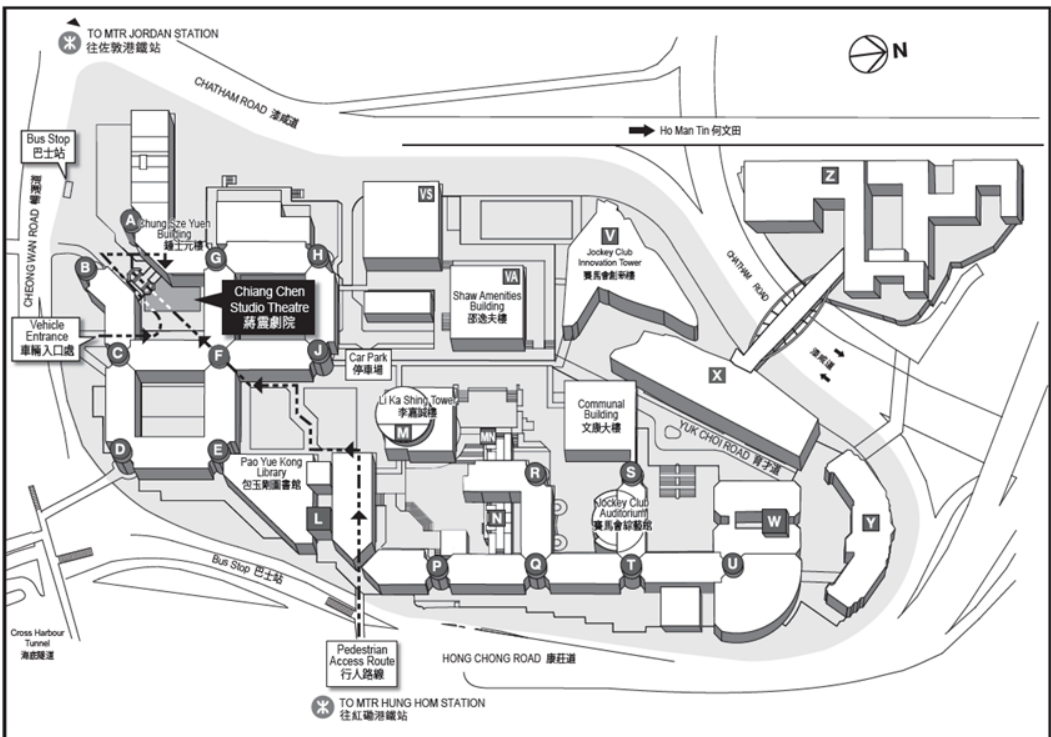 TO MTR JORDAN STATION
往佐敦港鐵站
N
CHATHAM ROAD 漆咸道
Ho Man Tin 何文田
Bus Stop
巴士站
CHEONG WAN ROAD 暢運道
A
Chung Sze Yuen
Building
鍾士元樓
B
G
H
VS
V
Jockey Club
Innovation Tower
賽馬會創新樓
Z
CHATHAM ROAD
漆咸道
Chiang Chen
Studio Theatre
蔣震劇院
VA
Shaw Amenities
Building
邵逸夫樓
Vehicle
Entrance
車輛入口處
C
F
J
Car Park
停車場
X
Li Ka Shing Tower
李嘉誠樓
M
Communal
Building
文康大樓
YUK CHOI ROAD 育才道
MN
D
E
Pao Yue Kong
Library
包玉剛圖書館
L
R
S
N
Jockey Club
Auditorium
賽馬會綜藝館
W
Y
P
Q
T
U
Bus Stop 巴士站
Cross Harbour
Tunnel
海底隧道
Pedestrian
Access Route
行人路線
HONG CHONG ROAD 康莊道
TO MTR HUNG HOM STATION
往紅磡港鐵站